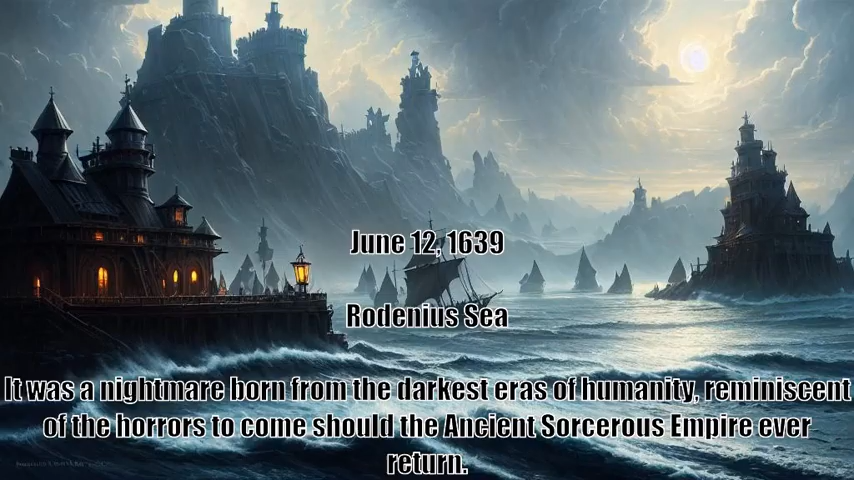 June 12, 1639
Rodenius Sea
It was a nightmare born from the darkest eras of humanity, reminiscent
of the horrors to come should the Ancient Sorcerous Empire ever
return.